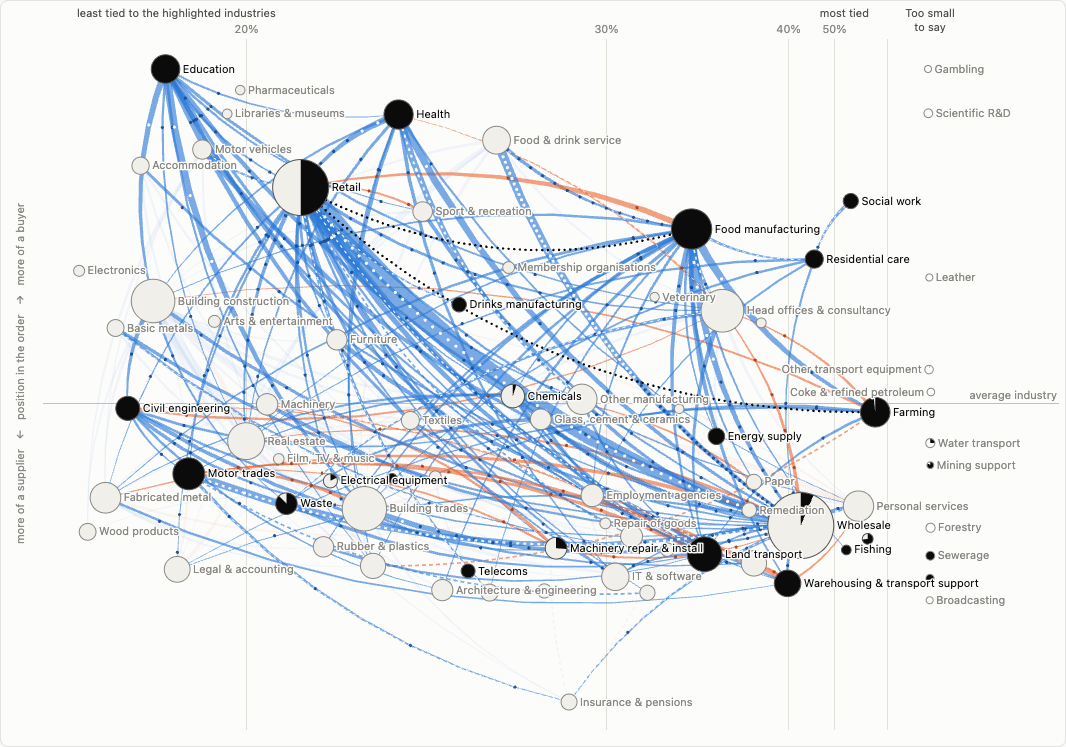 least tied to the highlighted industries
most tied
Too small
to say
20%
30%
40%
50%
Education
Gambling
Pharmaceuticals
Libraries & museums
Health
Scientific R&D
Food & drink service
Motor vehicles
Accommodation
Retail
Social work
Sport & recreation
Food manufacturing
Residential care
Electronics
Membership organisations
Leather
Building construction
Veterinary
Drinks manufacturing
Head offices & consultancy
Arts & entertainment
Basic metals
Furniture
Other transport equipment
Coke & refined petroleum
average industry
Chemicals
Other manufacturing
Machinery
Civil engineering
Farming
Textiles
Glass, cement & ceramics
Energy supply
Real estate
Water transport
Film, TV & music
Mining support
Motor trades
Electrical equipment
Paper
Fabricated metal
Employment agencies
Waste
Building trades
Remediation
Personal services
Repair of goods
Wholesale
Forestry
Wood products
Rubber & plastics
Machinery repair & install
Land transport
Fishing
Sewerage
Legal & accounting
Telecoms
IT & software
Warehousing & transport support
Architecture & engineering
Broadcasting
Insurance & pensions
more of a supplier ← position in the order → more of a buyer